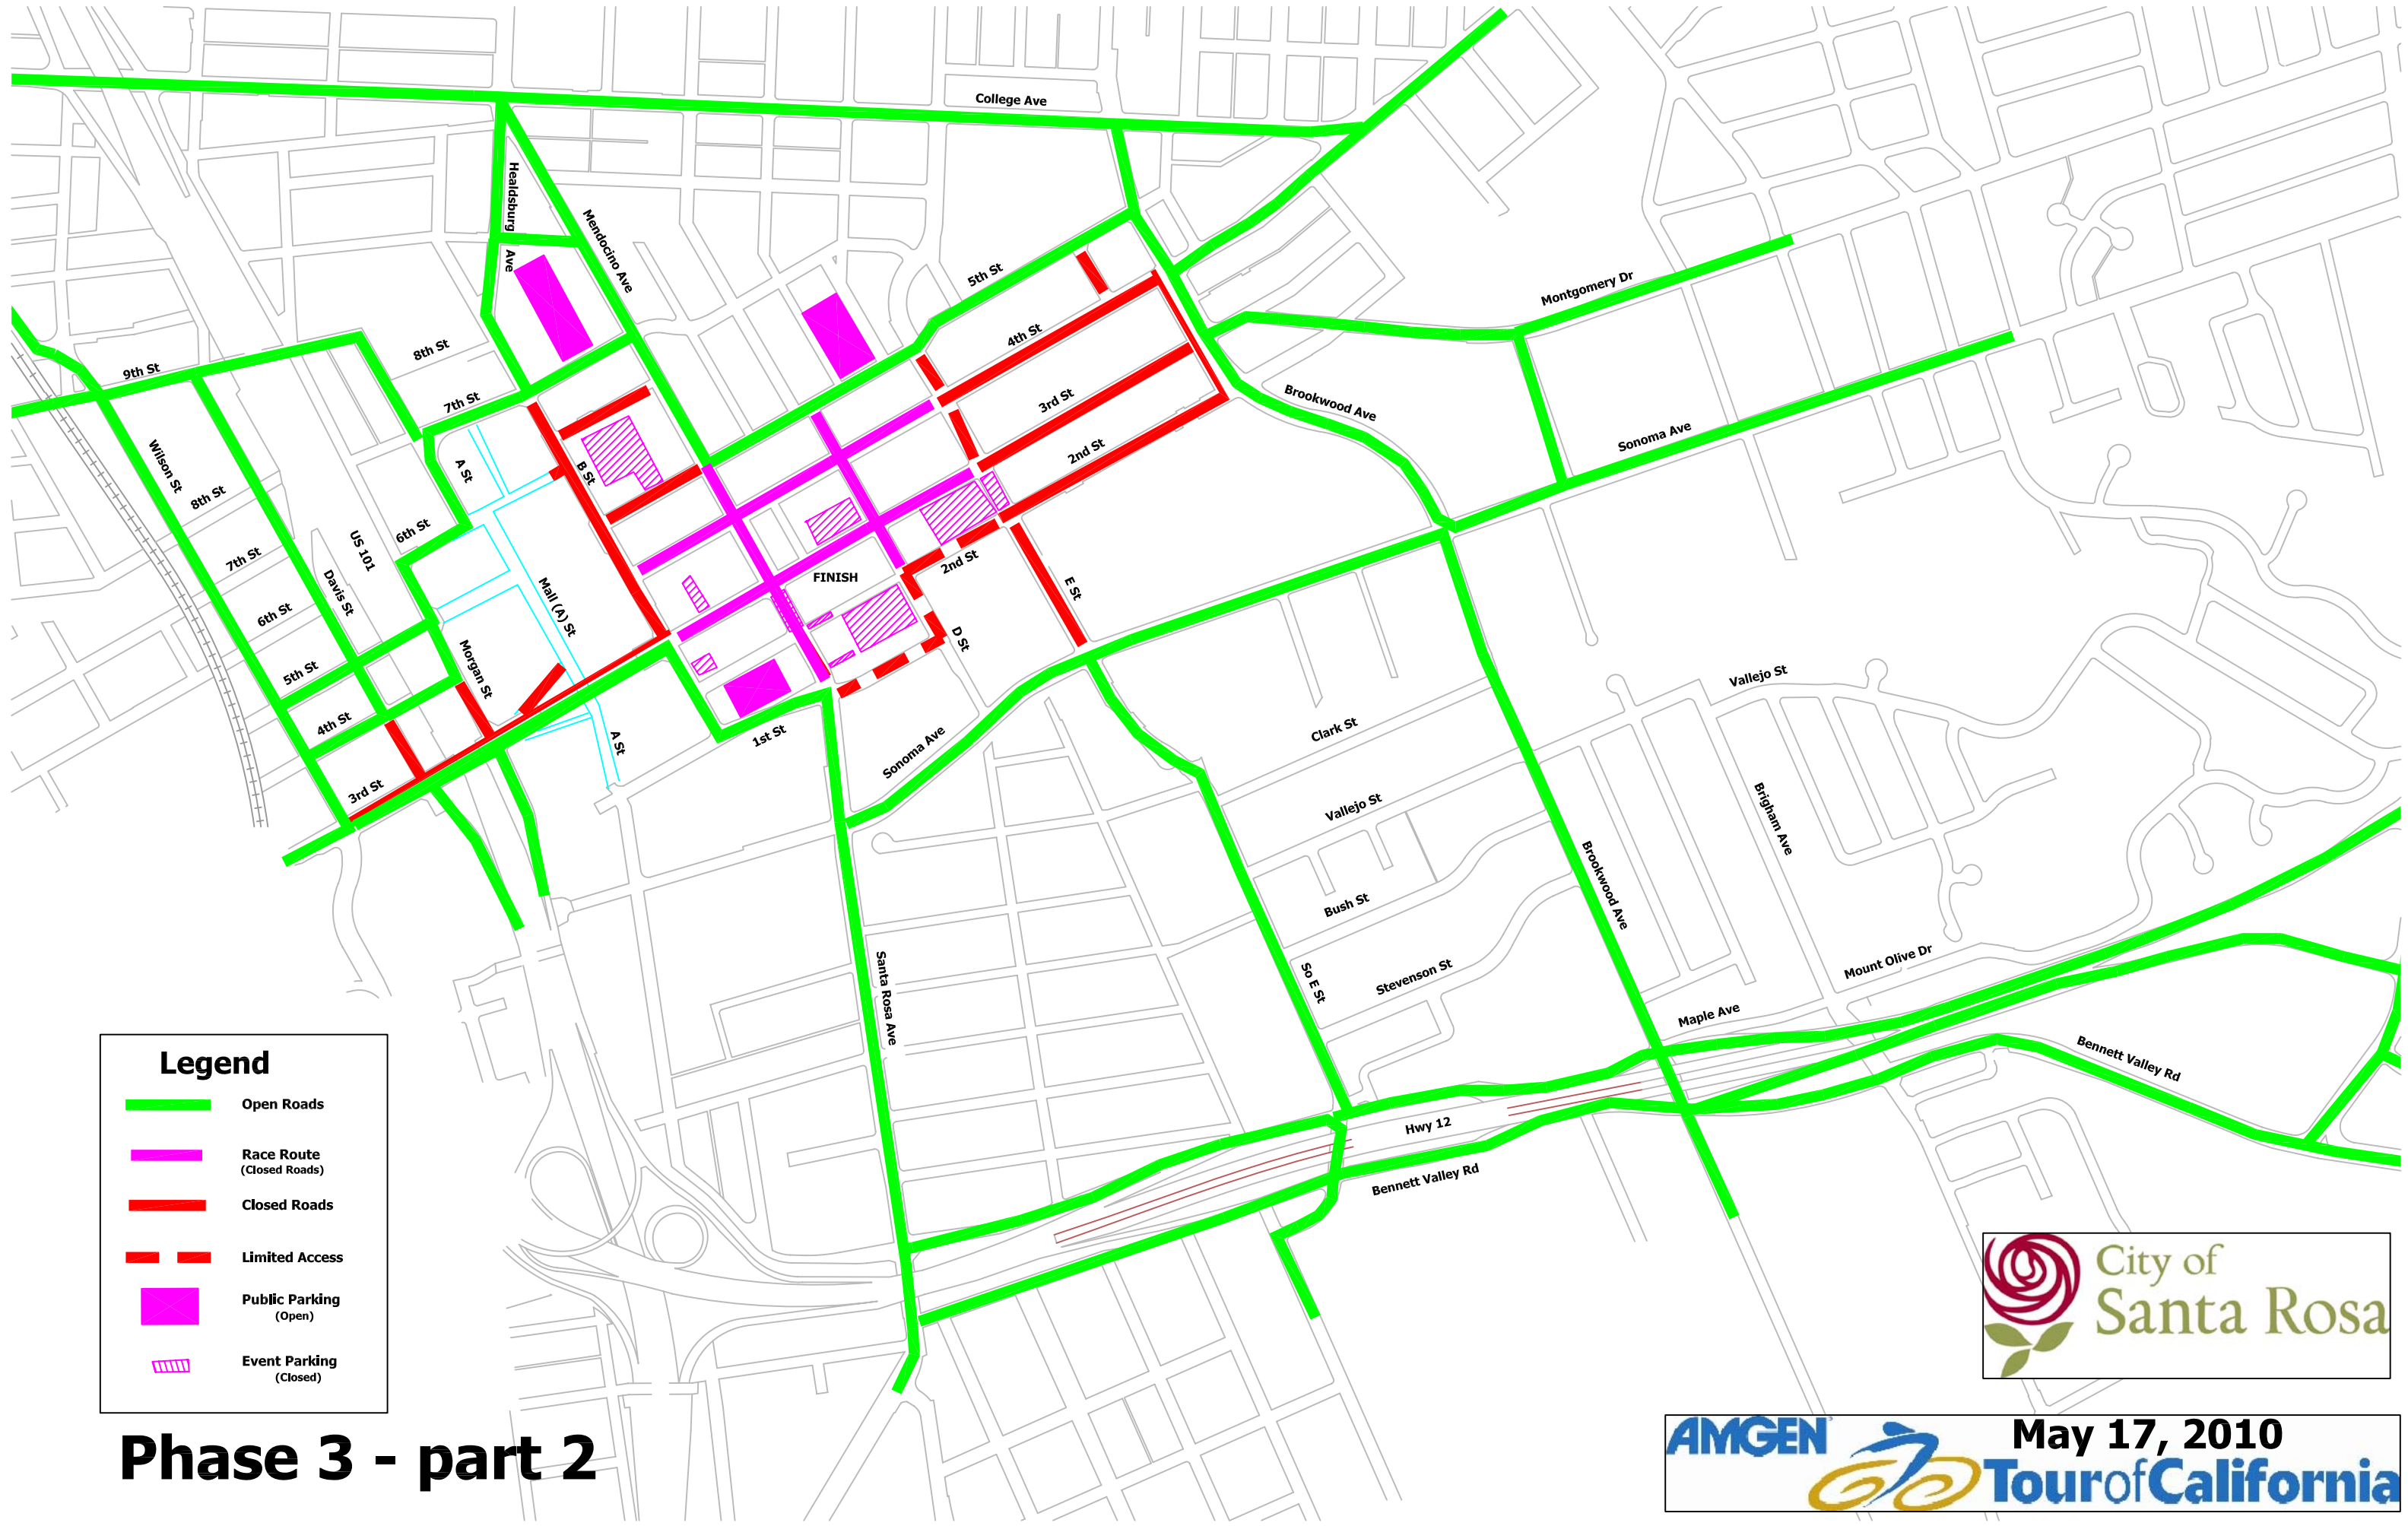 College Ave
Healdsburg
Ave
Mendocino Ave
5th St
4th St
3rd St
2nd St
Montgomery Dr
Brookwood Ave
Sonoma Ave
9th St
8th St
7th St
A St
B St
Wilson St
8th St
7th St
6th St
5th St
4th St
3rd St
US 101
Davis St
6th St
Mall (A) St
Morgan St
A St
FINISH
2nd St
D St
E St
1st St
Sonoma Ave
Clark St
Vallejo St
Vallejo St
Brigham Ave
Bush St
Brookwood Ave
Stevenson St
So E St
Santa Rosa Ave
Mount Olive Dr
Maple Ave
Bennett Valley Rd
Hwy 12
Bennett Valley Rd
Legend
Open Roads
Race Route
(Closed Roads)
Closed Roads
Limited Access
Public Parking
(Open)
Event Parking
(Closed)
Phase 3 - part 2
City of
Santa Rosa
AMGEN
May 17, 2010
TourofCalifornia